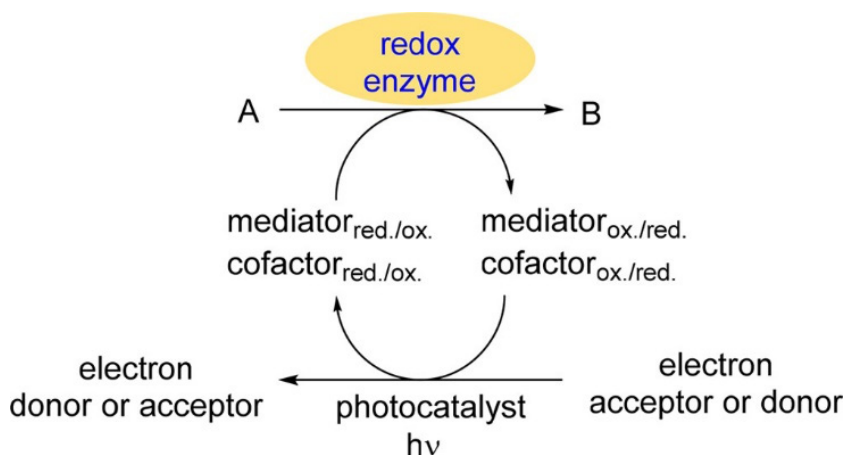 redox
enzyme
A
B
mediatorred./ox.
mediatorox./red.
cofactorred./ox.
cofactorox./red.
electron
donor or acceptor
photocatalyst
hν
electron
acceptor or donor